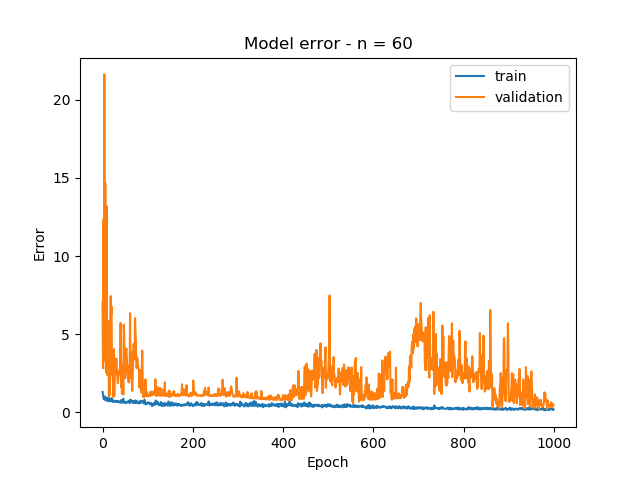 Model error - n = 60
train
validation
Error
20
15
10
5
0
0 200 400 600 800 1000
Epoch